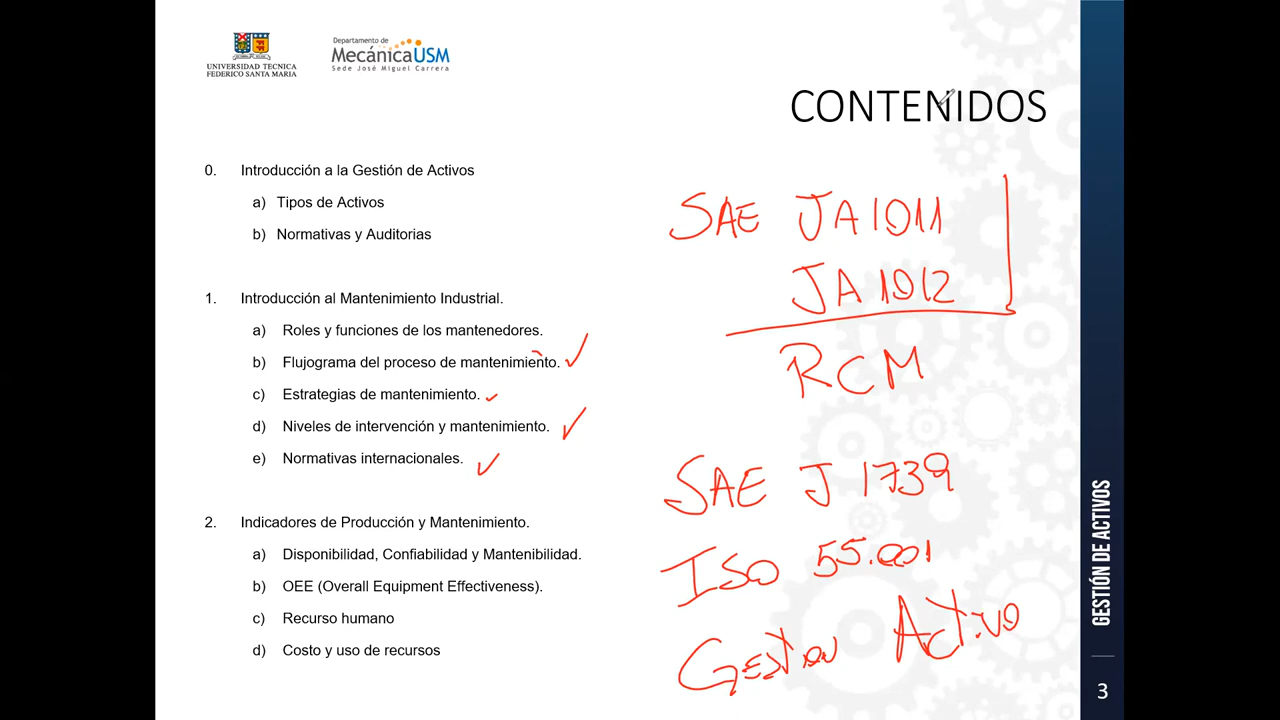 UNIVERSIDAD TECNICA
FEDERICO SANTA MARIA
Departamento de
MecánicaUSM
Sede José Miguel Carrera
CONTENIDOS
0. Introducción a la Gestión de Activos
a) Tipos de Activos
b) Normativas y Auditorias
1. Introducción al Mantenimiento Industrial.
a) Roles y funciones de los mantenedores.
b) Flujograma del proceso de mantenimiento.
c) Estrategias de mantenimiento.
d) Niveles de intervención y mantenimiento.
e) Normativas internacionales.
2. Indicadores de Producción y Mantenimiento.
a) Disponibilidad, Confiabilidad y Mantenibilidad.
b) OEE (Overall Equipment Effectiveness).
c) Recurso humano
d) Costo y uso de recursos
SAE JA1011
JA 1012
RCM
SAE J 1739
ISO 55.001
Gestion Activo
GESTIÓN DE ACTIVOS
3